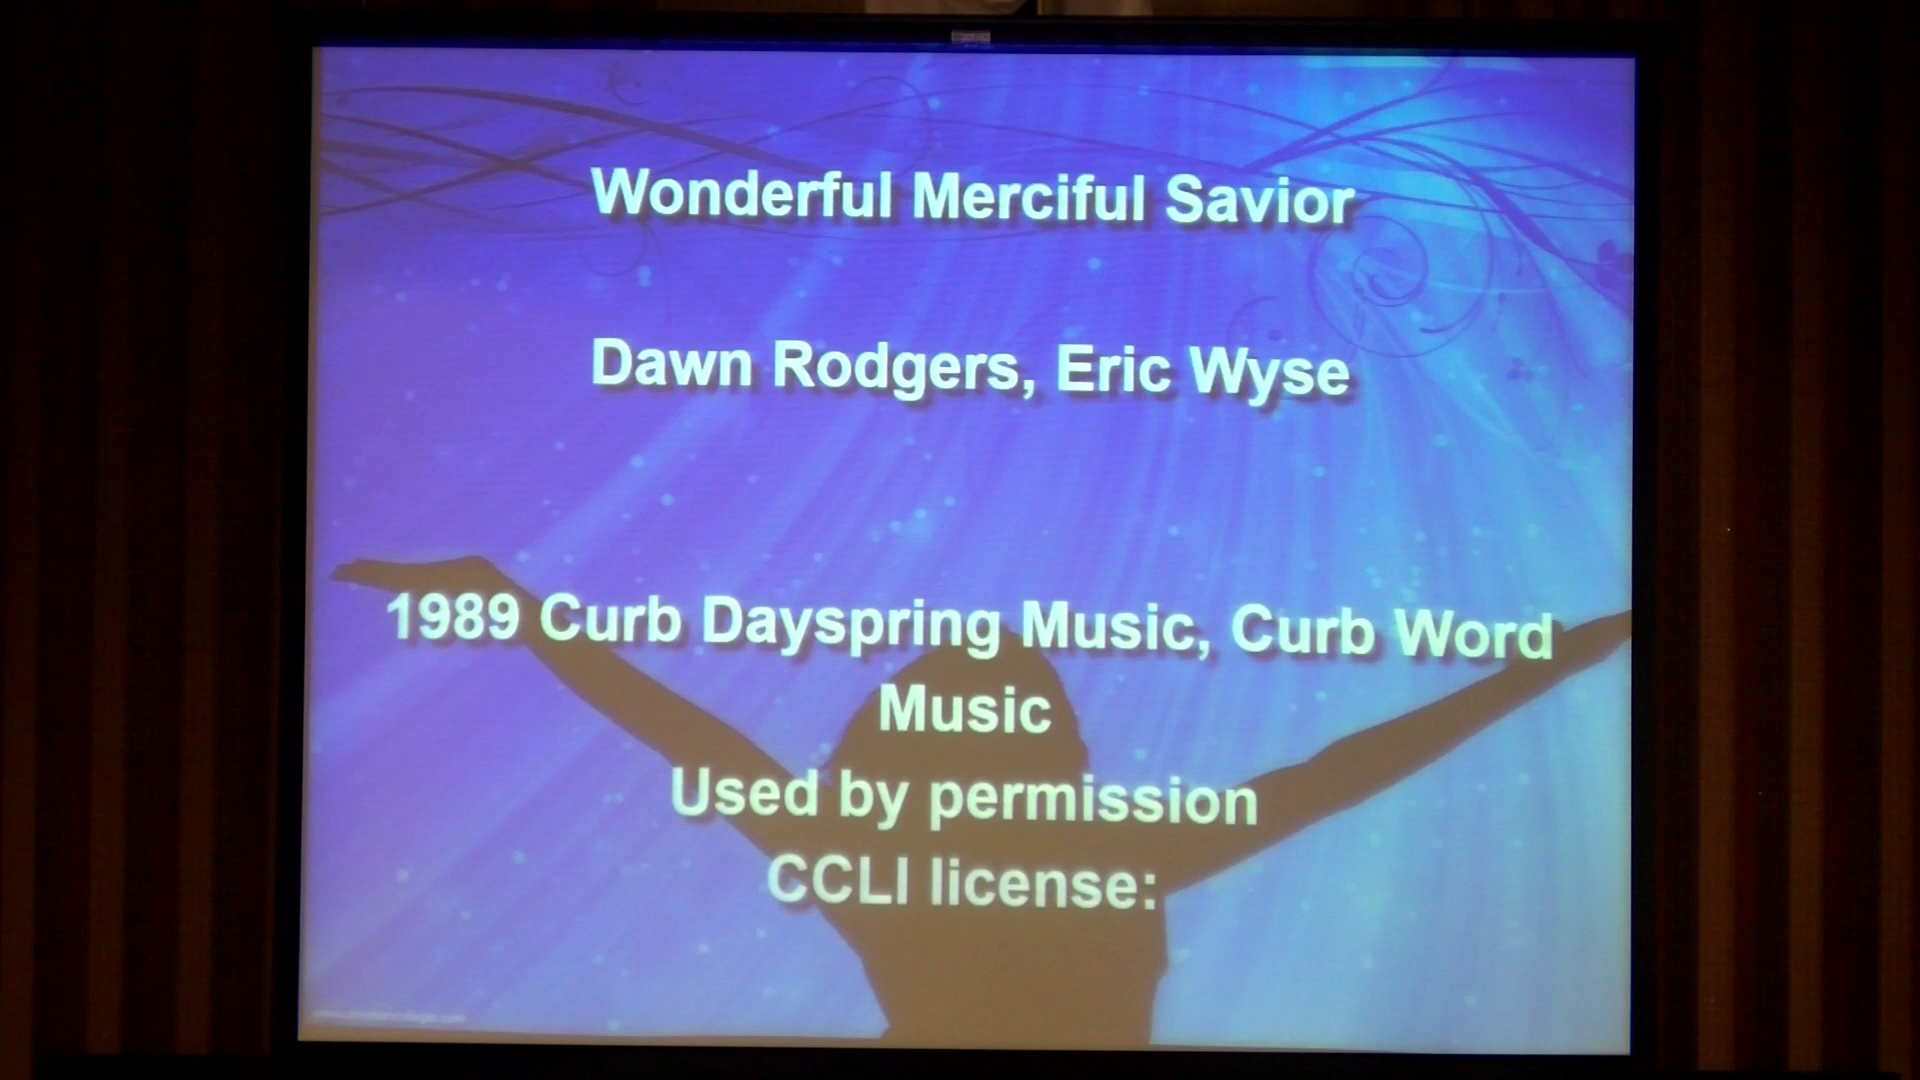 Wonderful Merciful Savior
Dawn Rodgers, Eric Wyse
1989 Curb Dayspring Music, Curb Word
Music
Used by permission
CCLI license: